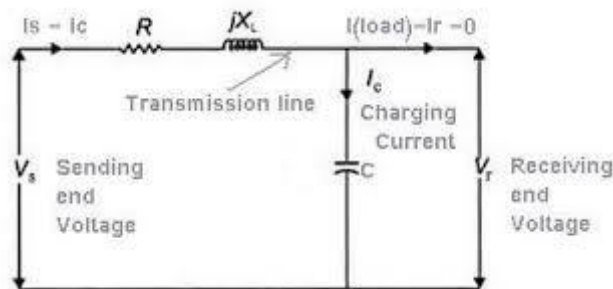 Is - Ic
R
jXL
I(load)-Ir -0
Transmission line
Ic
Charging
Current
Vs
Sending
end
Voltage
C
Vr
Receiving
end
Voltage